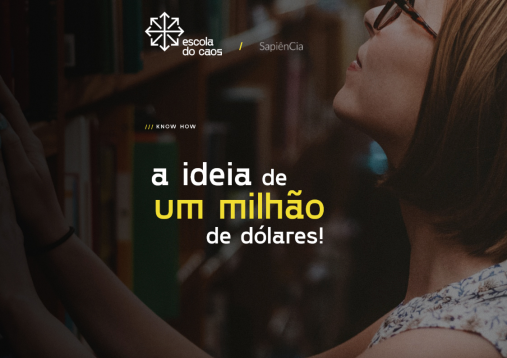 escola
do caos
/ SapiênCia
/// KNOW HOW
a ideia de
um milhão
de dólares!